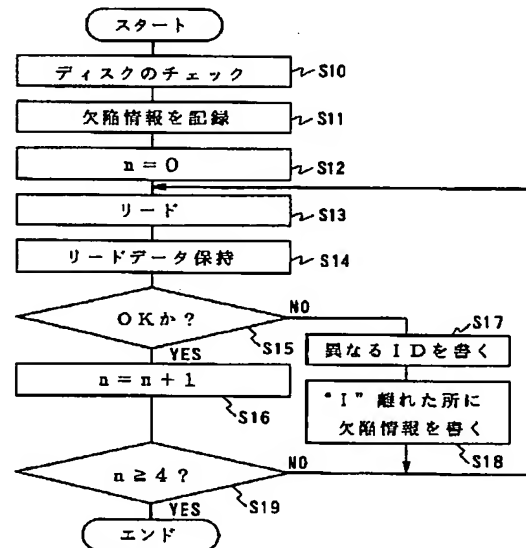 スタート
ディスクのチェック
S10
欠陥情報を記録
S11
n=0
S12
リード
S13
リードデータ保持
S14
OKか?
NO
S15
YES
S17
異なるIDを書く
n=n+1
S16
"I"離れた所に
欠陥情報を書く
S18
n≥4?
NO
S19
YES
エンド